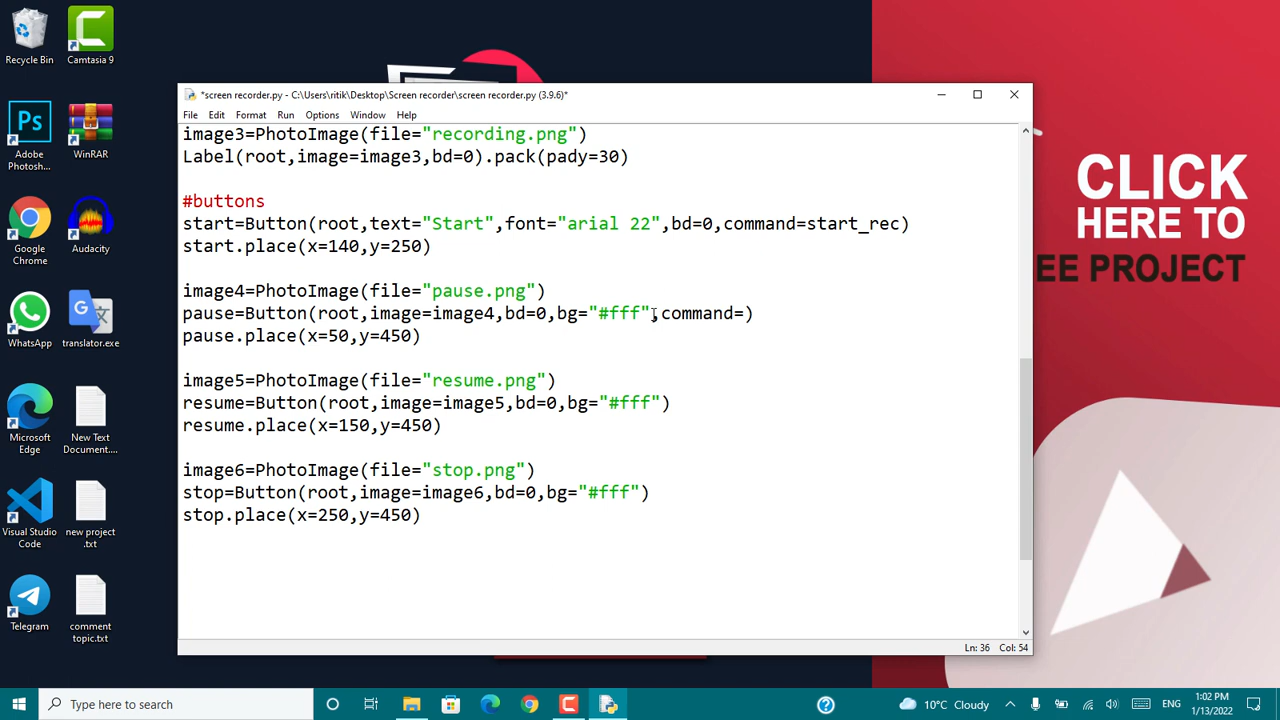 Recycle Bin
Camtasia 9
Adobe
Photosh...
WinRAR
Google
Chrome
Audacity
WhatsApp
translator.exe
Microsoft
Edge
New Text
Document....
Visual Studio
Code
new project
.txt
Telegram
comment
topic.txt
Ps
*screen recorder.py - C:\Users\ritik\Desktop\Screen recorder\screen recorder.py (3.9.6)*
File Edit Format Run Options Window Help
image3=PhotoImage(file="recording.png")
Label(root,image=image3,bd=0).pack(pady=30)
#buttons
start=Button(root,text="Start",font="arial 22",bd=0,command=start_rec)
start.place(x=140,y=250)
image4=PhotoImage(file="pause.png")
pause=Button(root,image=image4,bd=0,bg="#fff",command=)
pause.place(x=50,y=450)
image5=PhotoImage(file="resume.png")
resume=Button(root,image=image5,bd=0,bg="#fff")
resume.place(x=150,y=450)
image6=PhotoImage(file="stop.png")
stop=Button(root,image=image6,bd=0,bg="#fff")
stop.place(x=250,y=450)
Ln: 36 Col: 54
CLICK
HERE TO
EE PROJECT
Type here to search
10°C Cloudy
ENG
1:02 PM
1/13/2022